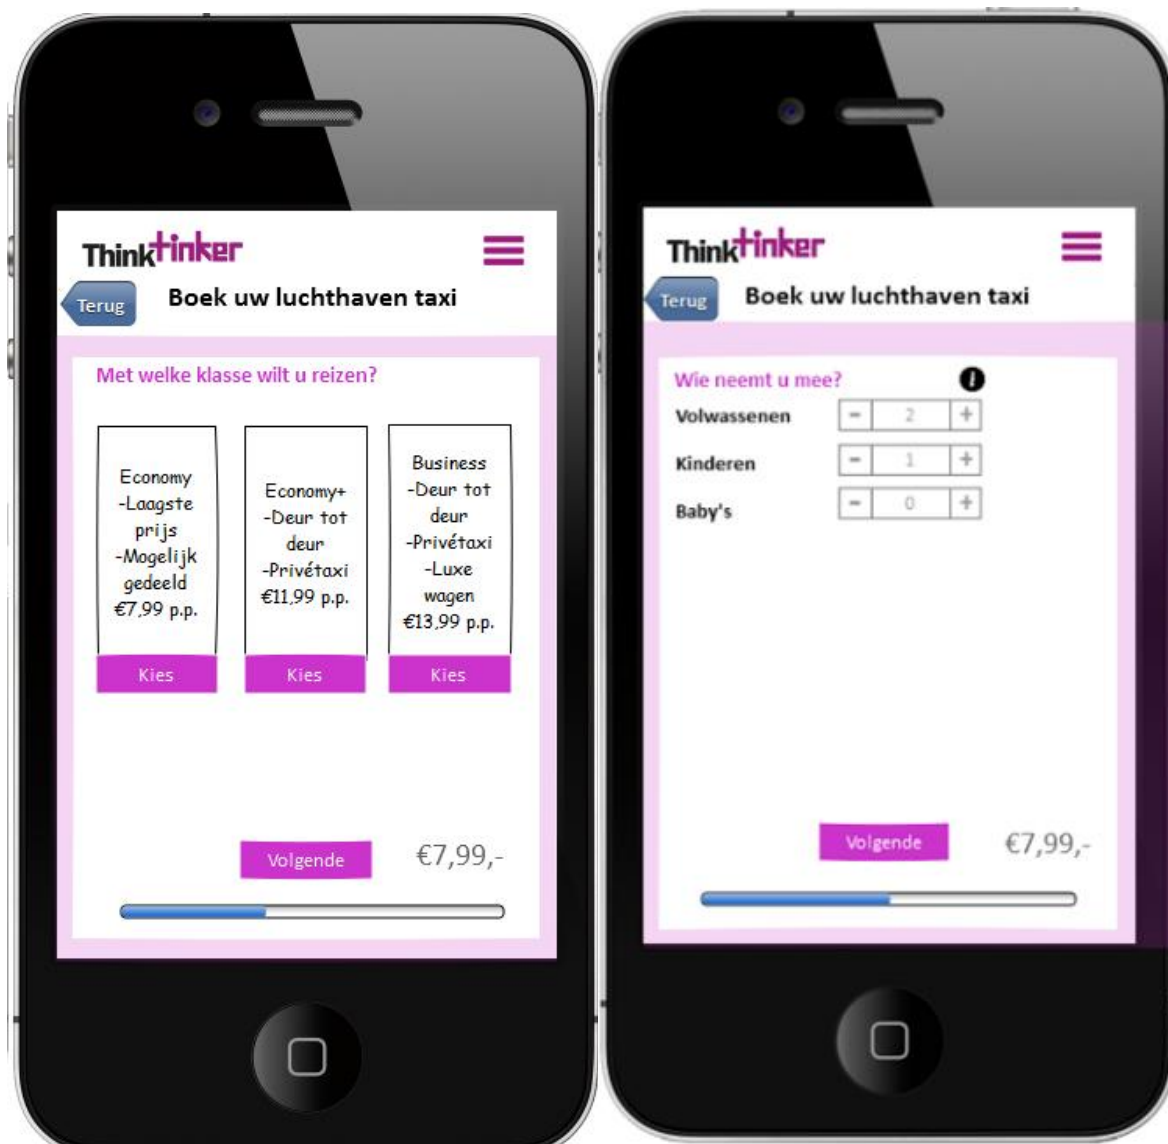 Thinktinker
Terug
Boek uw luchthaven taxi
Met welke klasse wilt u reizen?
Economy
-Laagste
prijs
-Mogelijk
gedeeld
€7,99 p.p.
Kies
Economy+
-Deur tot
deur
-Privétaxi
€11,99 p.p.
Kies
Business
-Deur tot
deur
-Privétaxi
-Luxe
wagen
€13,99 p.p.
Kies
Volgende
€7,99,-
Thinktinker
Terug
Boek uw luchthaven taxi
Wie neemt u mee?
Volwassenen - 2 +
Kinderen - 1 +
Baby's - 0 +
Volgende
€7,99,-